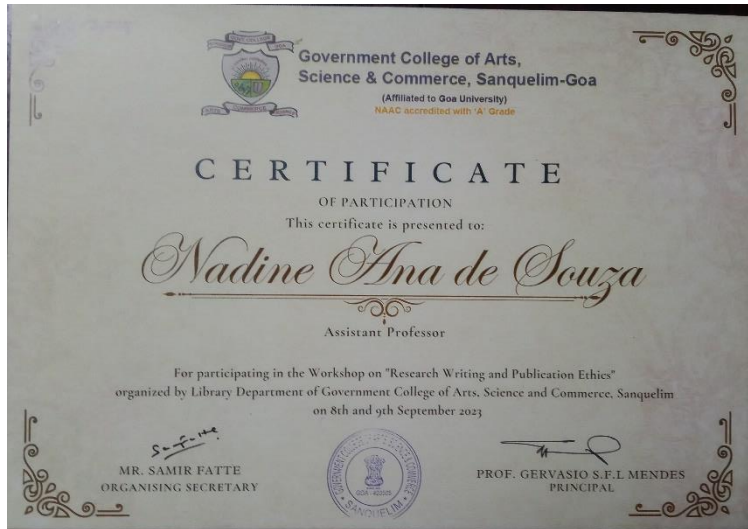 Government College of Arts,
Science & Commerce, Sanquelim-Goa
(Affiliated to Goa University)
NAAC accredited with 'A' Grade
CERTIFICATE
OF PARTICIPATION
This certificate is presented to:
Nadine Ana de Souza
Assistant Professor
For participating in the Workshop on "Research Writing and Publication Ethics"
organized by Library Department of Government College of Arts, Science and Commerce, Sanquelim
on 8th and 9th September 2023
MR. SAMIR FATTE
ORGANISING SECRETARY
PROF. GERVASIO S.F.L MENDES
PRINCIPAL
SANQUELIM